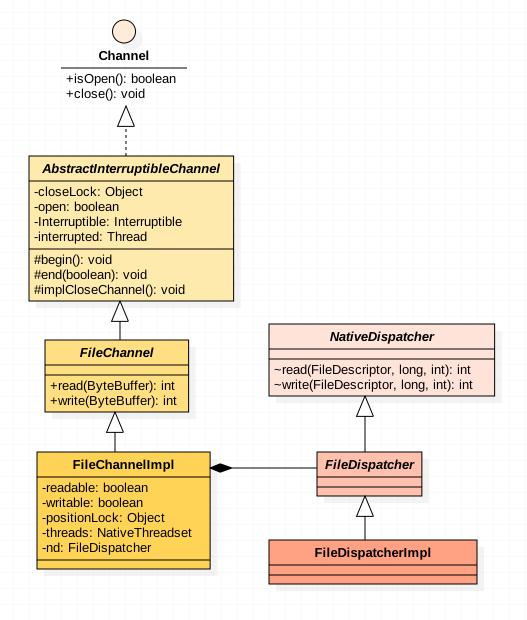 Channel
+isOpen(): boolean
+close(): void
AbstractInterruptibleChannel
-closeLock: Object
-open: boolean
-Interruptible: Interruptible
-interrupted: Thread
#begin(): void
#end(boolean): void
#implCloseChannel(): void
FileChannel
+read(ByteBuffer): int
+write(ByteBuffer): int
NativeDispatcher
~read(FileDescriptor, long, int): int
~write(FileDescriptor, long, int): int
FileChannelImpl
-readable: boolean
-writable: boolean
-positionLock: Object
-threads: NativeThreadset
-nd: FileDispatcher
FileDispatcher
FileDispatcherImpl